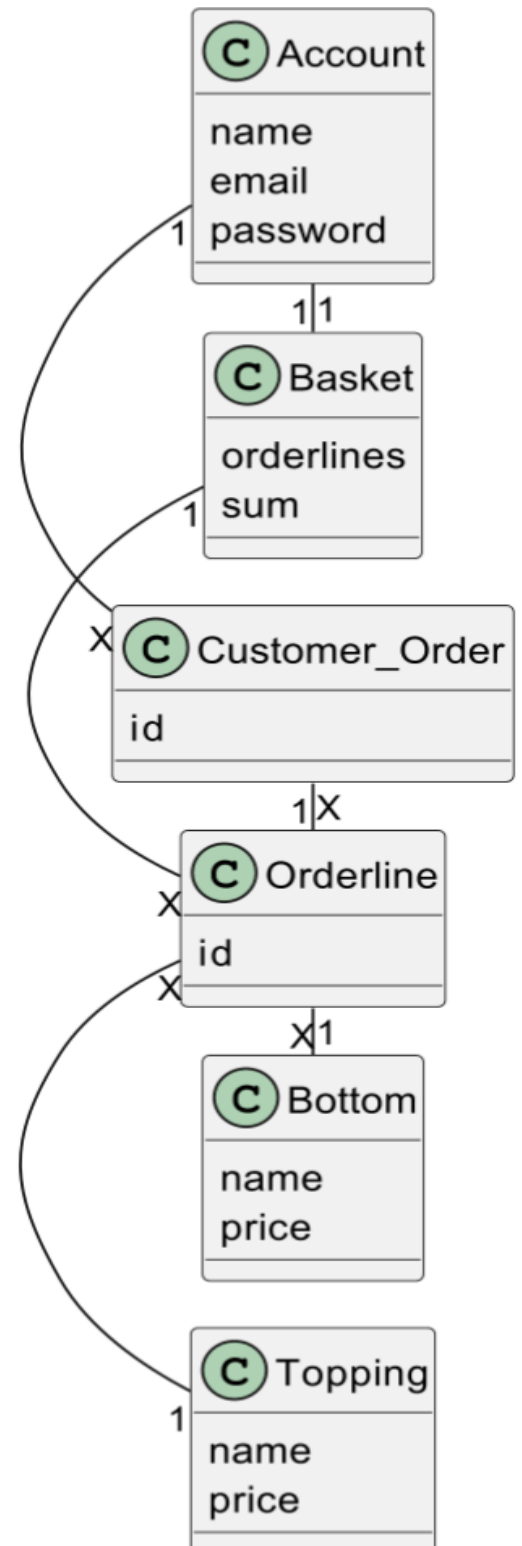 C Account
name
email
1 password
1 1
C Basket
orderlines
1 sum
X C Customer_Order
id
1 X
C Orderline
X id
X
X 1
C Bottom
name
price
C Topping
1
name
price